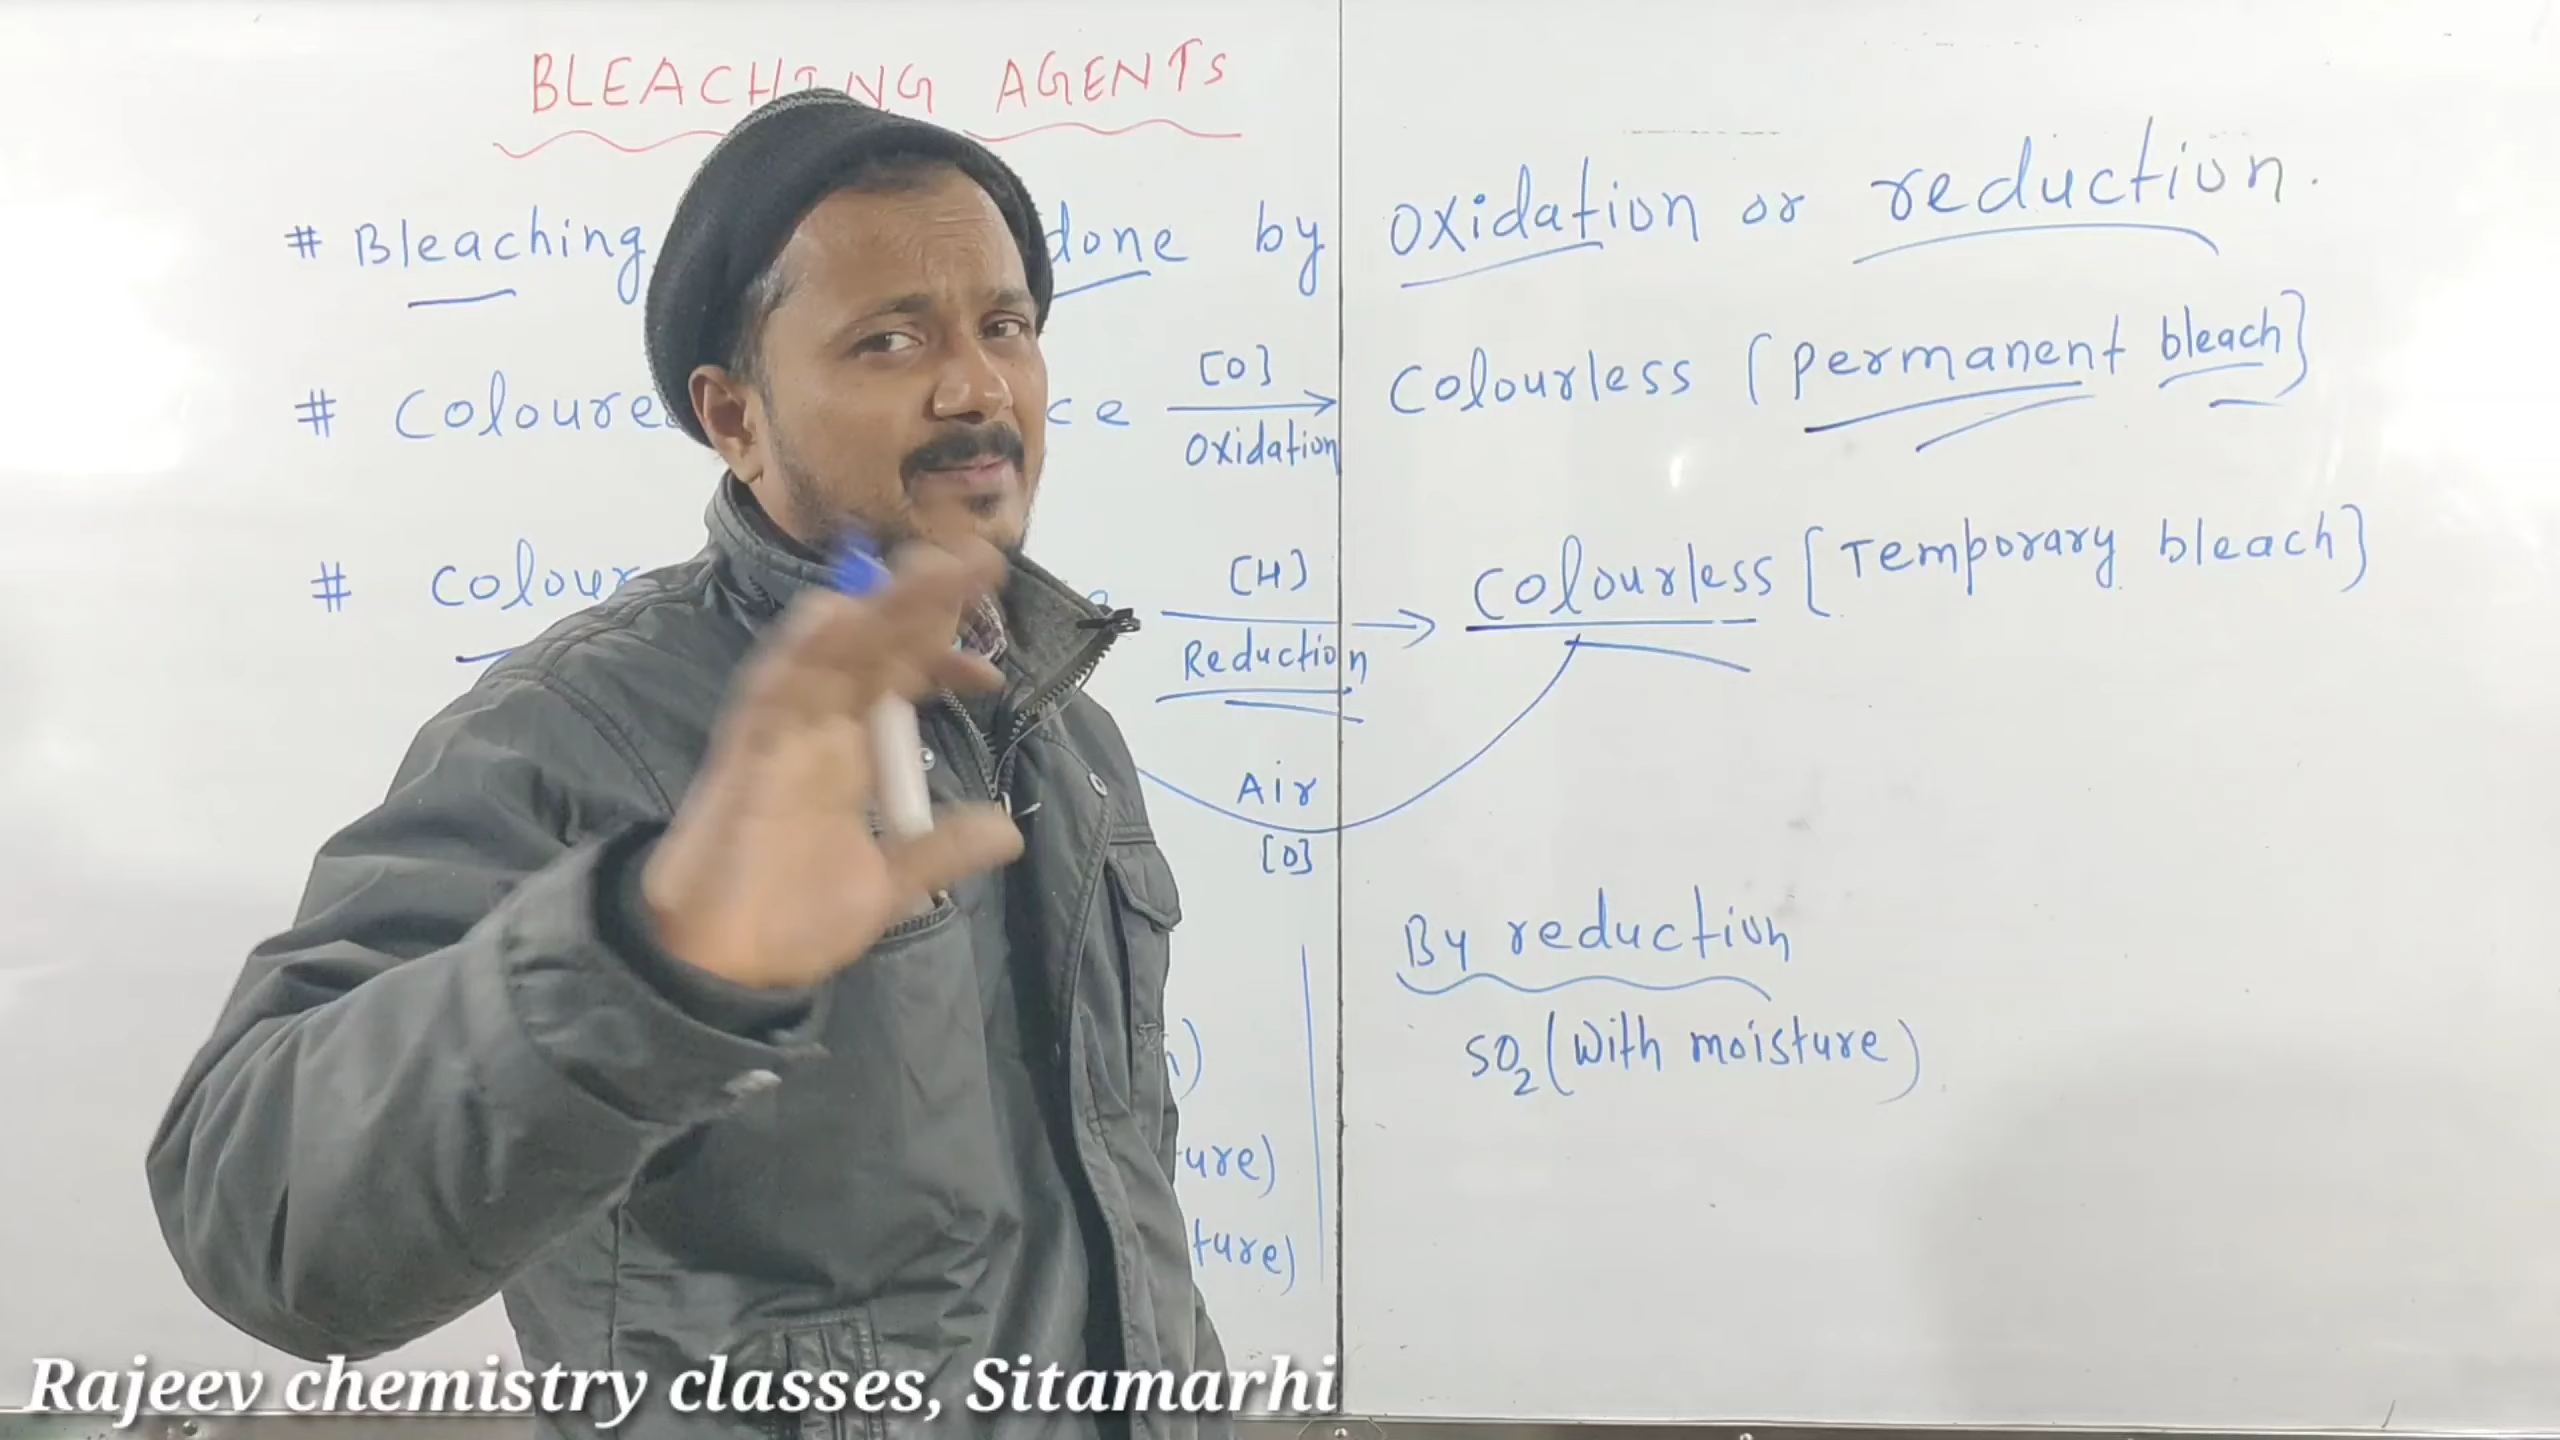 BLEACHING AGENTS
# Bleaching done by oxidation or reduction.
[O]
# Coloure ce → Colourless [permanent bleach]
Oxidation
[H]
# Colour → Colourless [Temporary bleach]
Reduction
Air
[O]
By reduction
SO2 (With moisture)
ure)
ture)
Rajeev chemistry classes, Sitamarhi